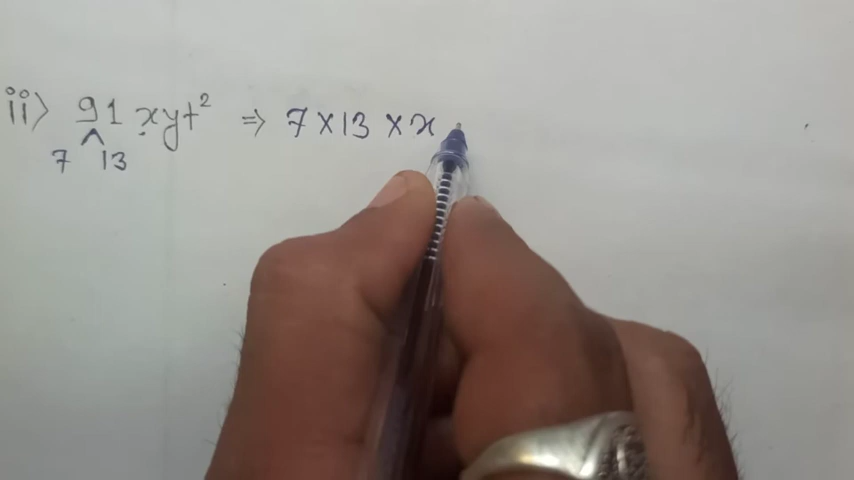 ii) 91 xyt² ⇒ 7 × 13 × x
7 13